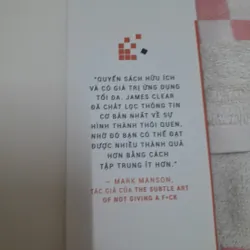 "QUYỂN SÁCH HỮU ÍCH
VÀ CÓ GIÁ TRỊ ỨNG DỤNG
TỐI ĐA. JAMES CLEAR
ĐÃ CHẮT LỌC THÔNG TIN
CƠ BẢN NHẤT VỀ SỰ
HÌNH THÀNH THÓI QUEN,
NHỜ ĐÓ BẠN CÓ THỂ ĐẠT
ĐƯỢC NHIỀU THÀNH QUẢ
HƠN BẰNG CÁCH
TẬP TRUNG ÍT HƠN."
— MARK MANSON,
TÁC GIẢ CỦA THE SUBTLE ART
OF NOT GIVING A F*CK